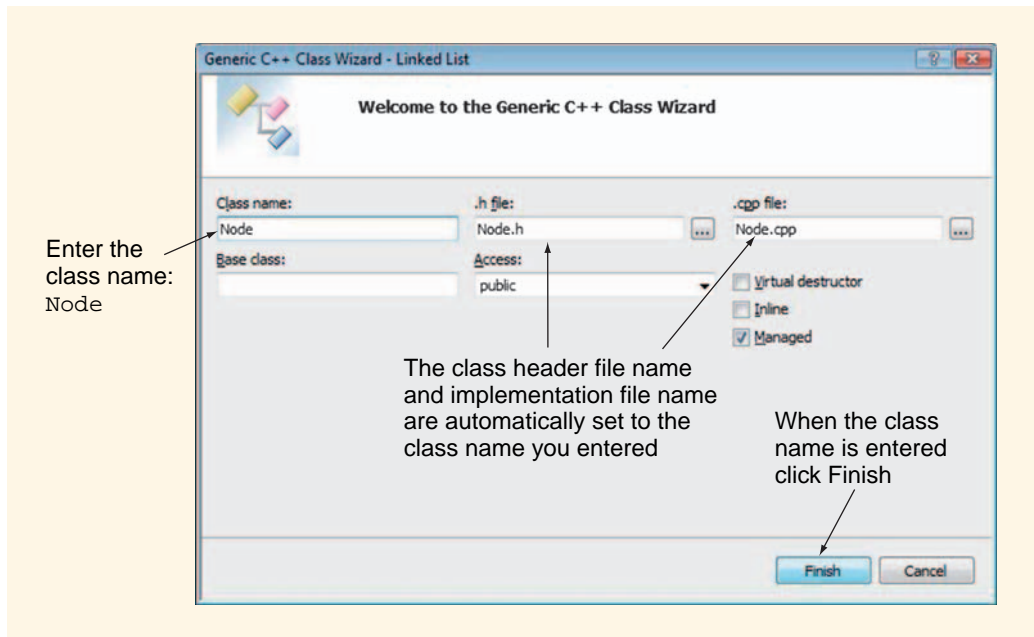 Generic C++ Class Wizard - Linked List
Welcome to the Generic C++ Class Wizard
Class name:
.h file:
.cpp file:
Node
Node.h
...
Node.cpp
...
Base class:
Access:
public
Virtual destructor
Inline
Managed
Enter the
class name:
Node
The class header file name
and implementation file name
are automatically set to the
class name you entered
When the class
name is entered
click Finish
Finish
Cancel